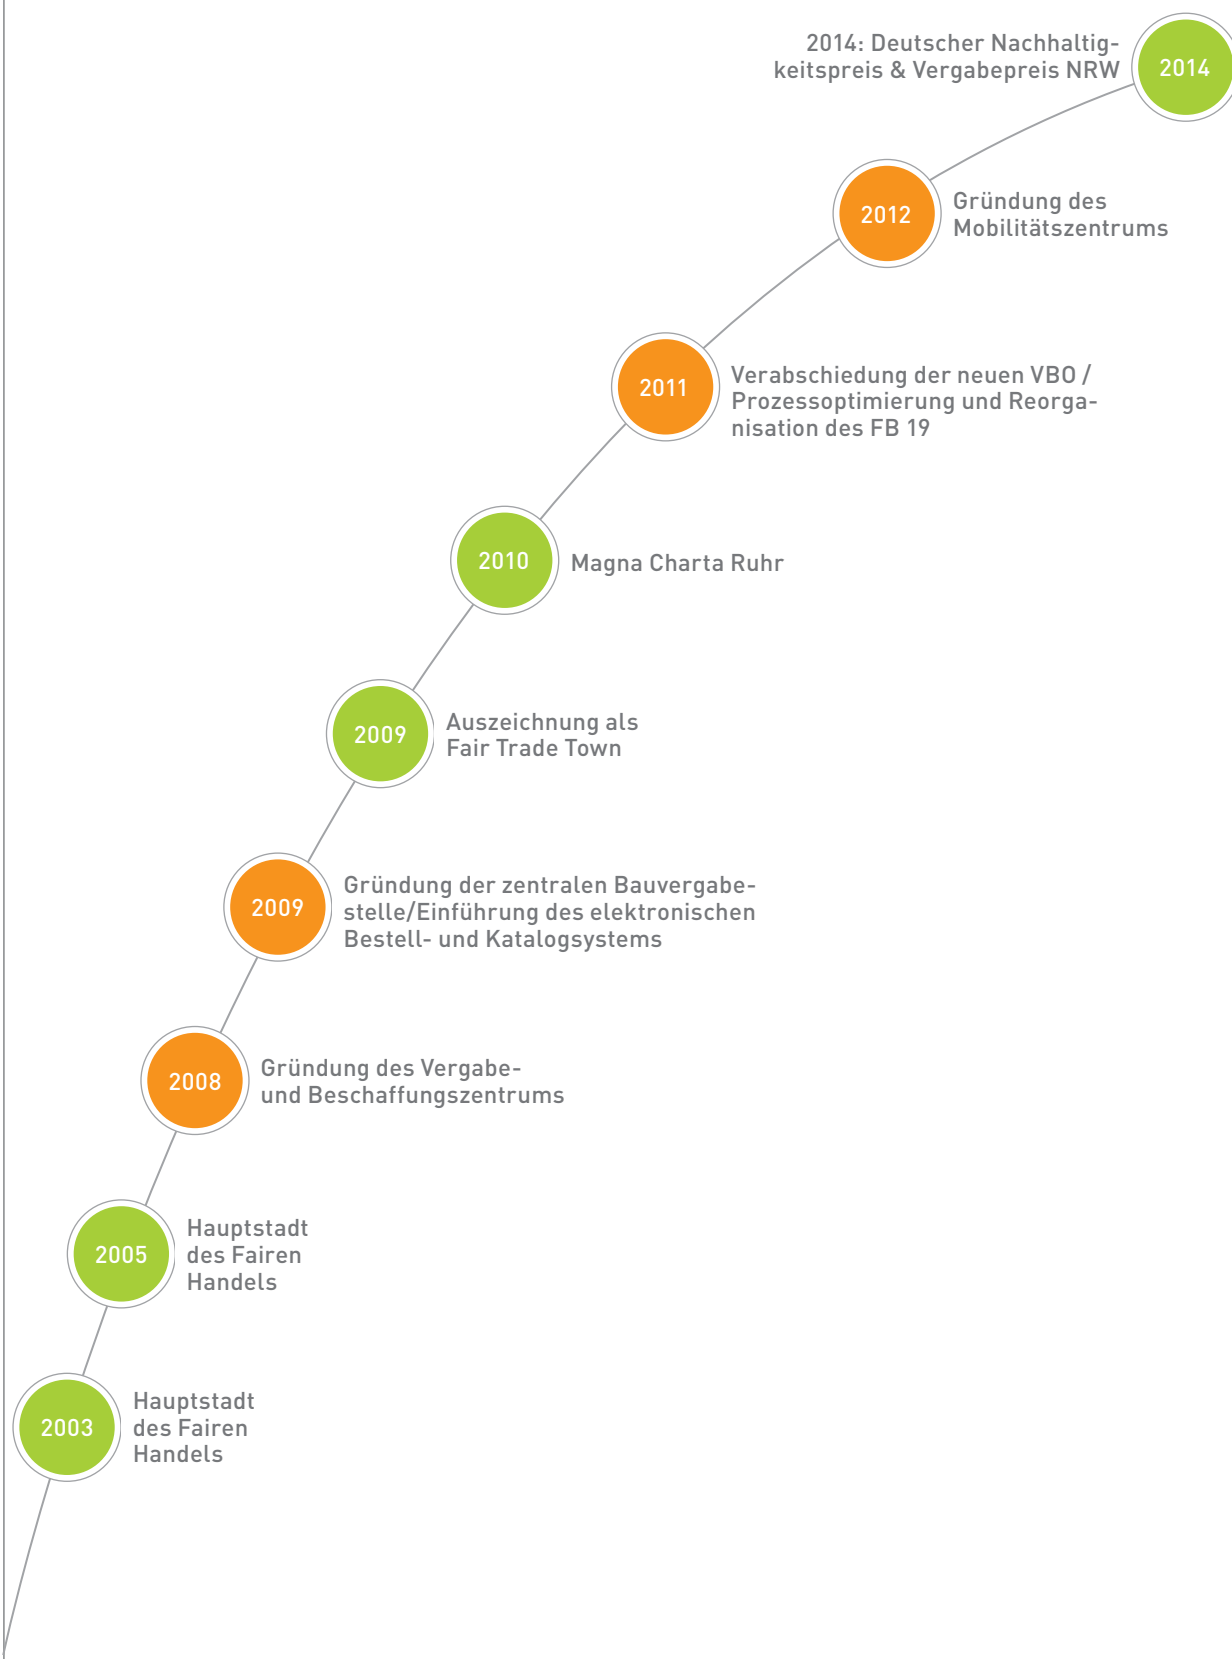 2014: Deutscher Nachhaltig-
keitspreis & Vergabepreis NRW
2014
2012
Gründung des
Mobilitätszentrums
2011
Verabschiedung der neuen VBO /
Prozessoptimierung und Reorga-
nisation des FB 19
2010
Magna Charta Ruhr
2009
Auszeichnung als
Fair Trade Town
2009
Gründung der zentralen Bauvergabe-
stelle/Einführung des elektronischen
Bestell- und Katalogsystems
2008
Gründung des Vergabe-
und Beschaffungszentrums
2005
Hauptstadt
des Fairen
Handels
2003
Hauptstadt
des Fairen
Handels